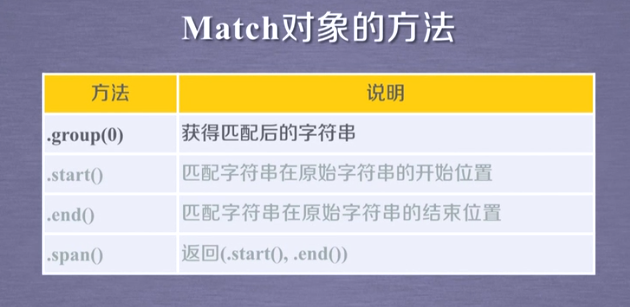 Match对象的方法
方法 说明
.group(0) 获得匹配后的字符串
.start() 匹配字符串在原始字符串的开始位置
.end() 匹配字符串在原始字符串的结束位置
.span() 返回(.start(), .end())